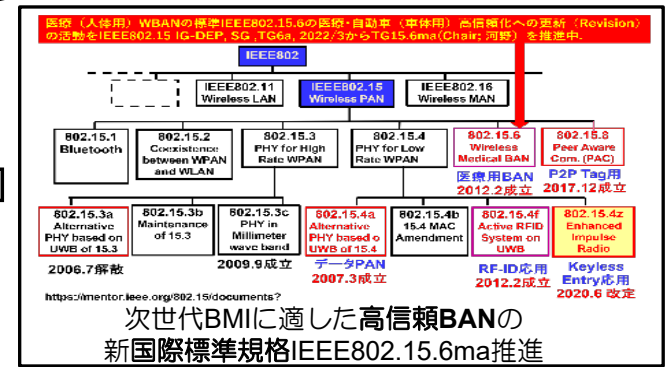 医療（人体用）WBANの標準IEEE802.15.6の医療・自動車（車体用）高信頼化への更新（Revision）
の活動をIEEE802.15 IG-DEP, SG ,TG6a, 2022/3からTG15.6ma(Chair; 河野）を推進中.
IEEE802
IEEE802.11
Wireless LAN
IEEE802.15
Wireless PAN
IEEE802.16
Wireless MAN
802.15.1
Bluetooth
802.15.2
Coexistence
between WPAN
and WLAN
802.15.3
PHY for High
Rate WPAN
802.15.4
PHY for Low
Rate WPAN
802.15.6
Wireless
Medical BAN
802.15.8
Peer Aware
Com. (PAC)
医療用BAN
2012.2成立
P2P Tag用
2017.12成立
802.15.3a
Alternative
PHY based on
UWB of 15.3
802.15.3b
Maintenance
of 15.3
802.15.3c
PHY in
Millimeter
wave band
802.15.4a
Alternative
PHY based o
UWB of 15.4
802.15.4b
15.4 MAC
Amendment
802.15.4f
Active RFID
System on
UWB
802.15.4z
Enhanced
Impulse
Radio
2006.7解散
2009.9成立
データPAN
2007.3成立
RF-ID応用
2012.2成立
Keyless
Entry応用
2020.6 改定
https://mentor.ieee.org/802.15/documents?
次世代BMIに適した高信頼BANの
新国際標準規格IEEE802.15.6ma推進